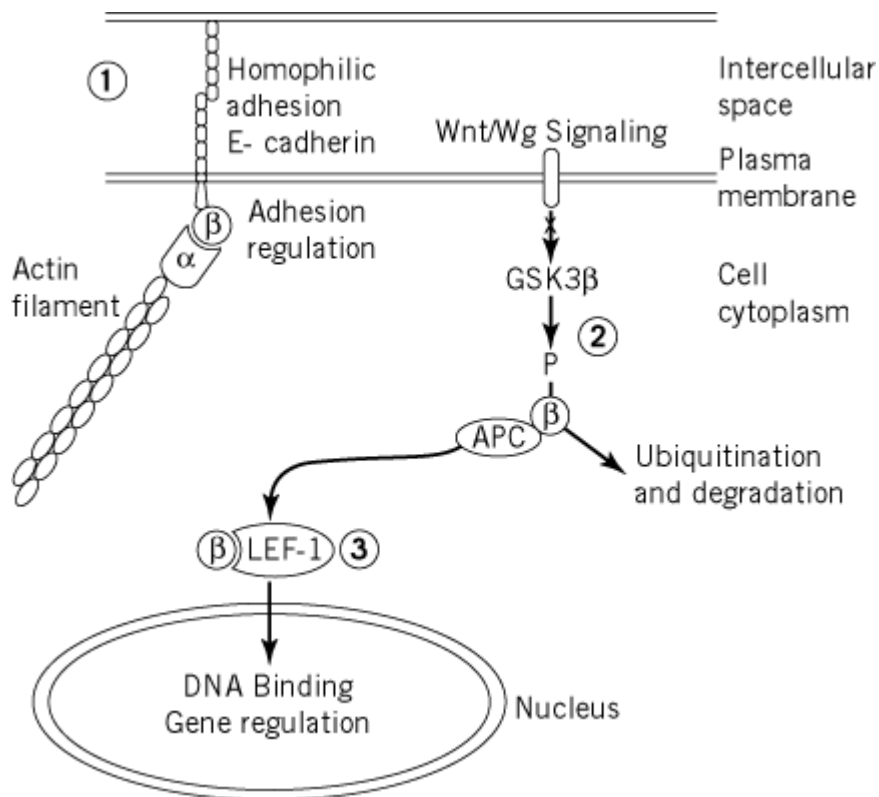 1
Homophilic
adhesion
E- cadherin
Intercellular
space
Wnt/Wg Signaling
Plasma
membrane
β
α
Adhesion
regulation
Actin
filament
GSK3β
Cell
cytoplasm
2
P
β
APC
Ubiquitination
and degradation
β LEF-1 3
DNA Binding
Gene regulation
Nucleus